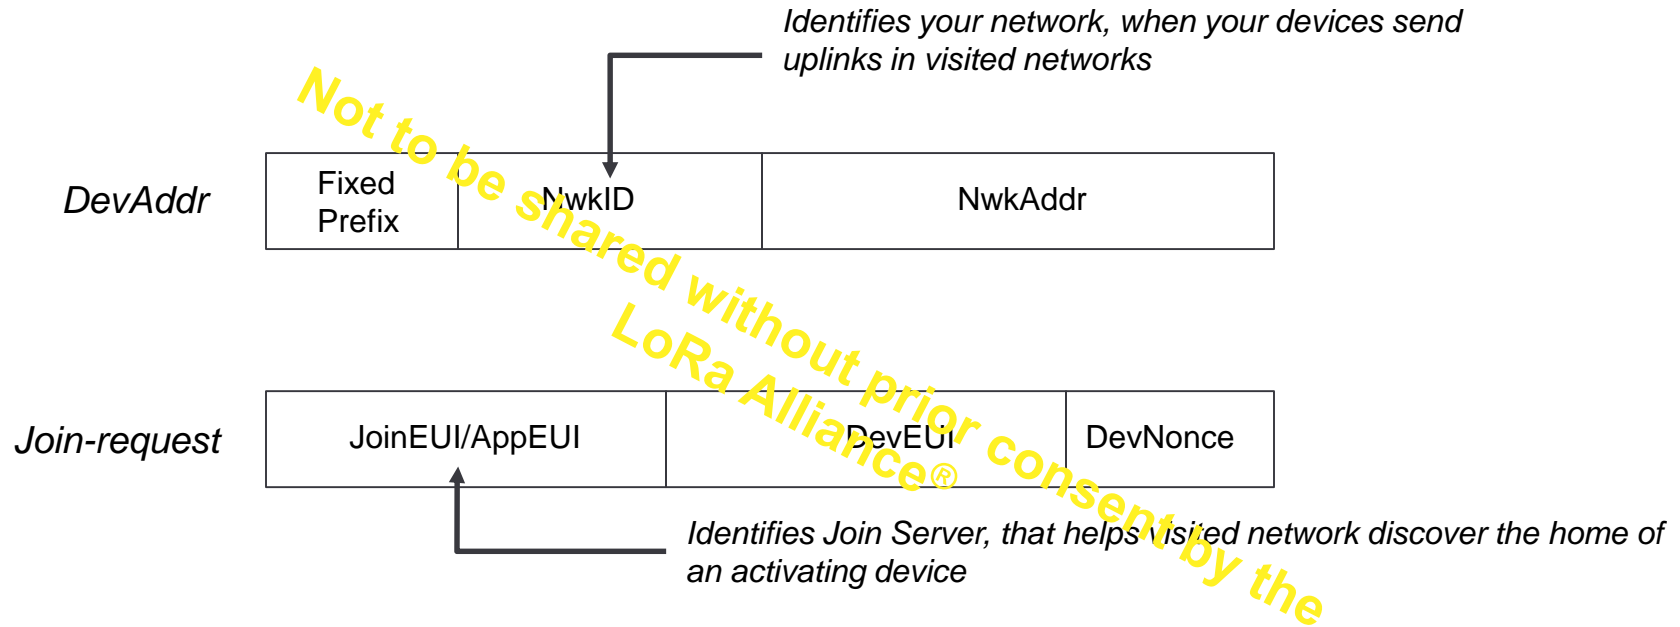 Identifies your network, when your devices send
uplinks in visited networks
DevAddr
Fixed
Prefix
NwkID
NwkAddr
Join-request
JoinEUI/AppEUI
DevEUI
DevNonce
Identifies Join Server, that helps visited network discover the home of
an activating device
Not to be shared without prior consent by the
LoRa Alliance®